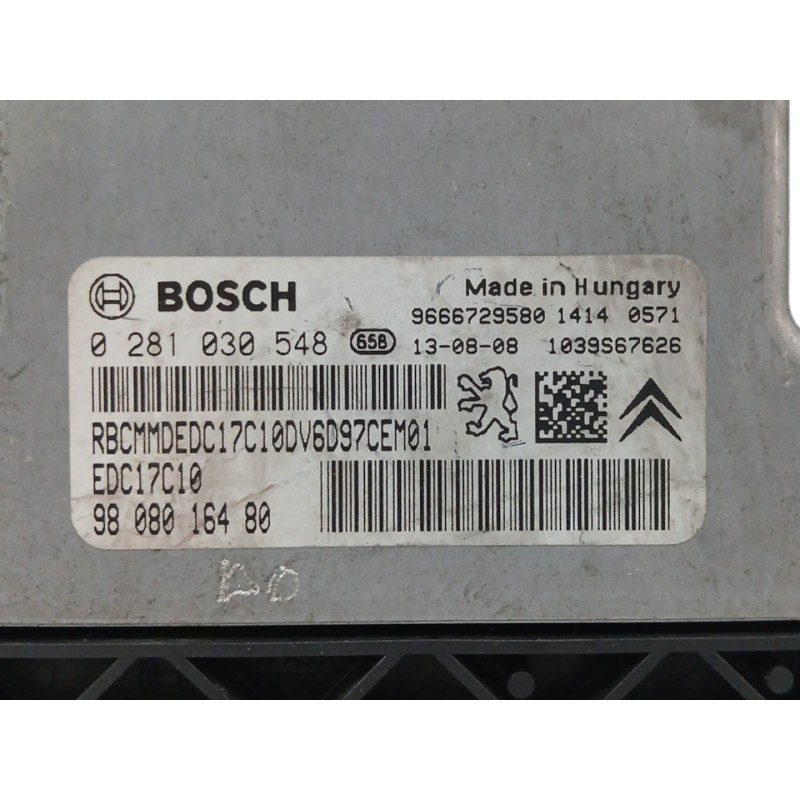 BOSCH
Made in Hungary
9666729580 1414 0571
0 281 030 548 65B 13-08-08 1039S67626
RBCMMDEDC17C10DV6D97CEM01
EDC17C10
98 080 164 80